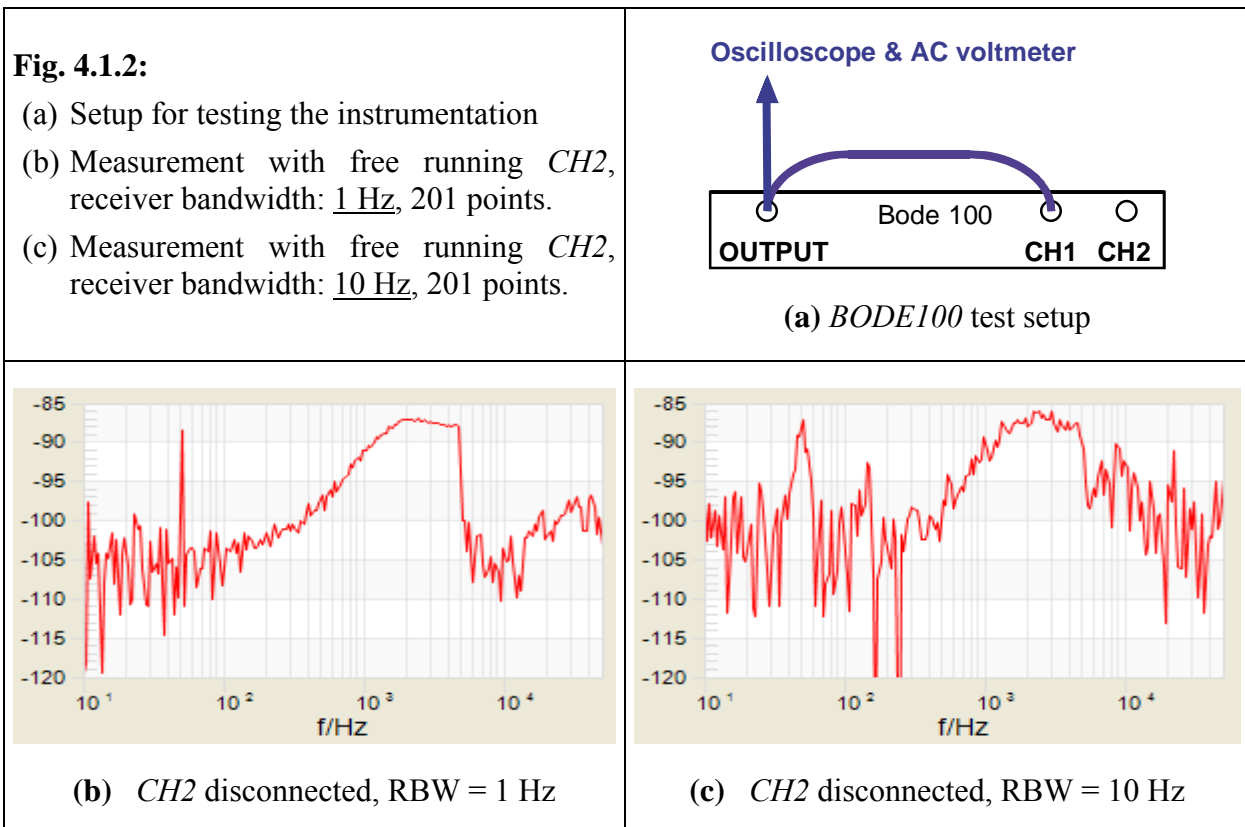 Fig. 4.1.2:
(a) Setup for testing the instrumentation
(b) Measurement with free running CH2,
receiver bandwidth: 1 Hz, 201 points.
(c) Measurement with free running CH2,
receiver bandwidth: 10 Hz, 201 points.
Oscilloscope & AC voltmeter
Bode 100
OUTPUT CH1 CH2
(a) BODE100 test setup
-85
-90
-95
-100
-105
-110
-115
-120
10 1 10 2 10 3 10 4
f/Hz
(b) CH2 disconnected, RBW = 1 Hz
-85
-90
-95
-100
-105
-110
-115
-120
10 1 10 2 10 3 10 4
f/Hz
(c) CH2 disconnected, RBW = 10 Hz